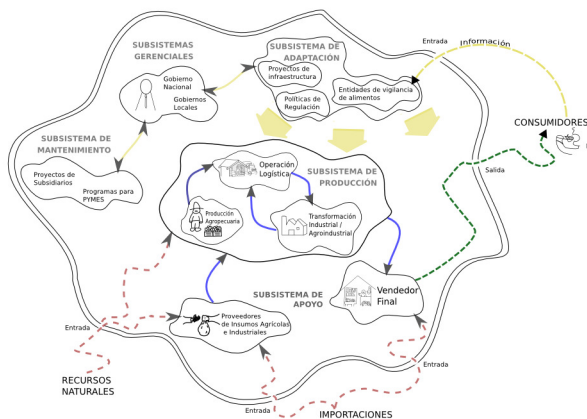 SUBSISTEMAS
GERENCIALES
SUBSISTEMA DE
ADAPTACIÓN
Entrada
Información
Proyectos de
infraestructura
Gobierno
Nacional
Gobiernos
Locales
Políticas de
Regulación
Entidades de vigilancia
de alimentos
CONSUMIDORES
SUBSISTEMA DE
MANTENIMIENTO
Proyectos de
Subsidiarios
Programas para
PYMES
Operación
Logística
SUBSISTEMA DE
PRODUCCIÓN
Salida
Producción
Agropecuaria
Transformación
Industrial /
Agroindustrial
SUBSISTEMA DE
APOYO
Vendedor
Final
Proveedores
de Insumos Agrícolas
e Industriales
Entrada
Entrada
RECURSOS
NATURALES
Entrada
IMPORTACIONES